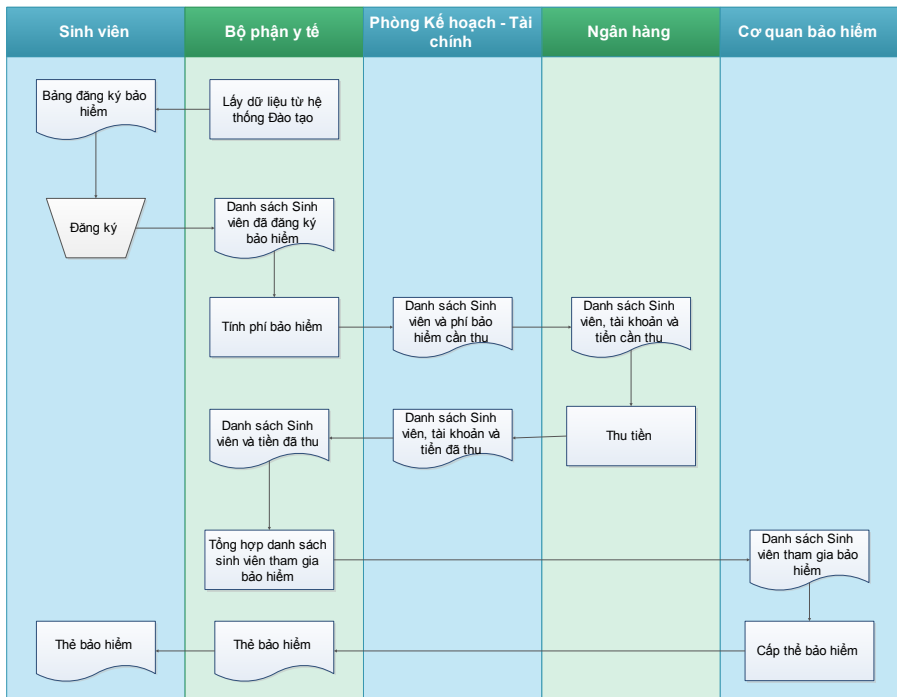 Sinh viên
Bộ phận y tế
Phòng Kế hoạch - Tài
chính
Ngân hàng
Cơ quan bảo hiểm
Bảng đăng ký bảo
hiểm
Lấy dữ liệu từ hệ
thống Đào tạo
Đăng ký
Danh sách Sinh
viên đã đăng ký
bảo hiểm
Tính phí bảo hiểm
Danh sách Sinh
viên và phí bảo
hiểm cần thu
Danh sách Sinh
viên, tài khoản và
tiền cần thu
Danh sách Sinh
viên và tiền đã thu
Danh sách Sinh
viên, tài khoản và
tiền đã thu
Thu tiền
Tổng hợp danh sách
sinh viên tham gia
bảo hiểm
Danh sách Sinh
viên tham gia bảo
hiểm
Thẻ bảo hiểm
Thẻ bảo hiểm
Cấp thể bảo hiểm